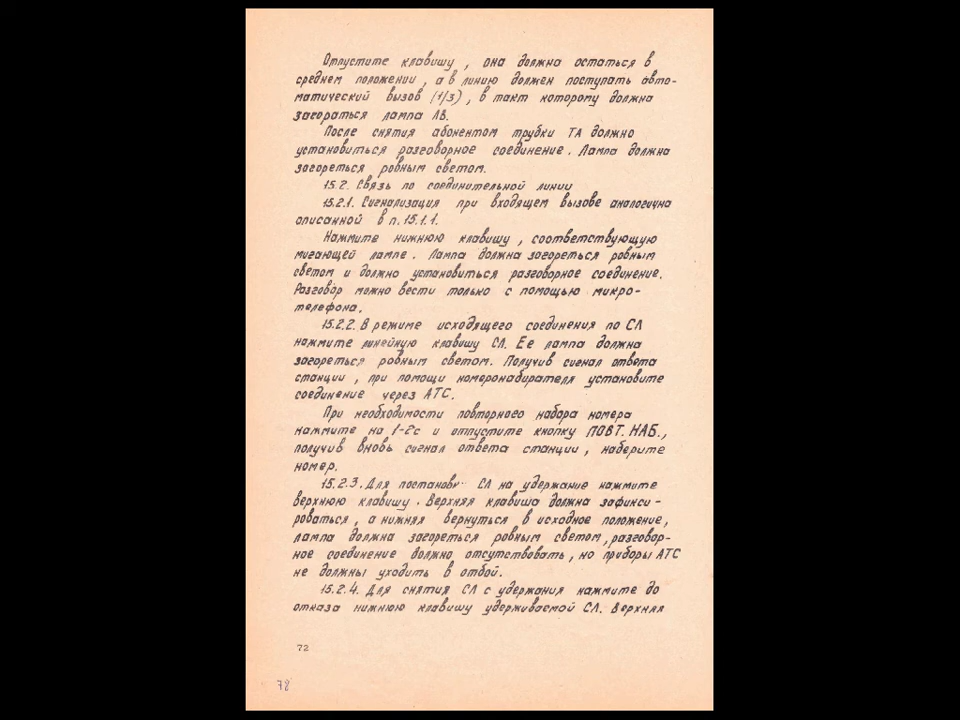 Отпустите клавишу, она должна остаться в
среднем положении, а в линию должен поступать авто-
матический вызов (1/3), в такт которому должна
загораться лампа ЛВ.
После снятия абонентом трубки ТА должно
установиться разговорное соединение. Лампа должна
загореться ровным светом.
15.2. Связь по соединительной линии
15.2.1. Сигнализация при входящем вызове аналогична
описанной в п.15.1.1.
Нажмите нижнюю клавишу, соответствующую
мигающей лампе. Лампа должна загореться ровным
светом и должно установиться разговорное соединение.
Разговор можно вести только с помощью микро-
телефона.
15.2.2. В режиме исходящего соединения по СЛ
нажмите линейную клавишу СЛ. Ее лампа должна
загореться ровным светом. Получив сигнал ответа
станции, при помощи номеронабирателя установите
соединение через АТС.
При необходимости повторного набора номера
нажмите на 1-2с и отпустите кнопку ПОВТ. НАБ.,
получив вновь сигнал ответа станции, наберите
номер.
15.2.3. Для постановк СЛ на удержание нажмите
верхнюю клавишу. Верхняя клавиша должна зафикси-
роваться, а нижняя вернуться в исходное положение,
лампа должна загореться ровным светом, разговор-
ное соединение должно отсутствовать, но приборы АТС
не должны уходить в отбой.
15.2.4. Для снятия СЛ с удержания нажмите до
отказа нижнюю клавишу удерживаемой СЛ. Верхняя
72
72